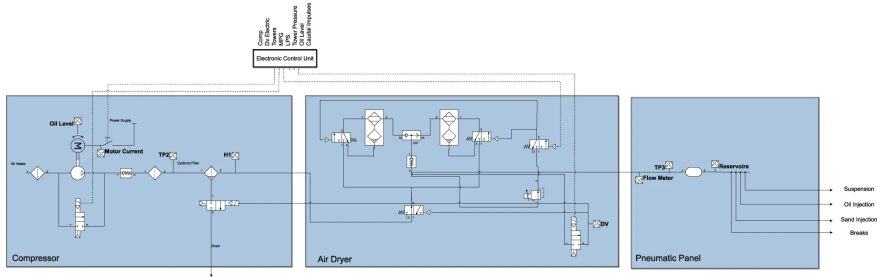 Comp
Dv Electric
Towers
MPG
LPS
Tower Pressure
Oil Level
Caudal Impulses
Electronic Control Unit
Oil Level
Power Supply
Motor Current
TP2
Cyclonic Filter
H1
Air Intake
Drain
Compressor
DV
Air Dryer
TP3
Flow Meter
Reservoirs
Pneumatic Panel
Suspension
Oil Injection
Sand Injection
Breaks